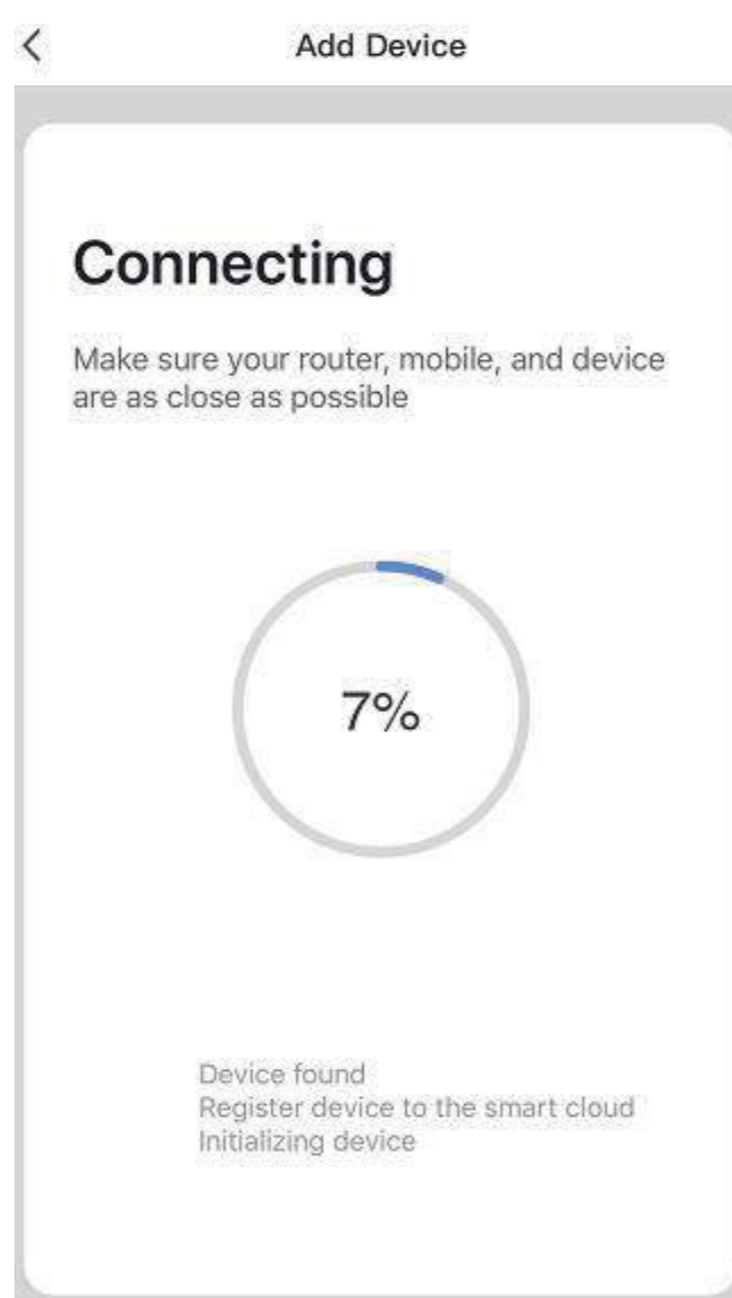 Add Device
Connecting
Make sure your router, mobile, and device
are as close as possible
7%
Device found
Register device to the smart cloud
Initializing device